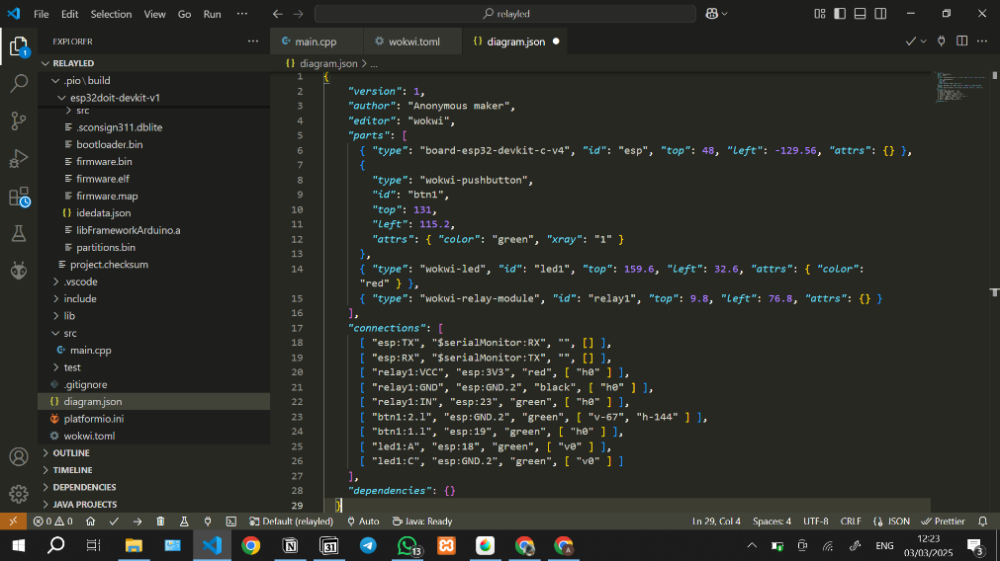 File Edit Selection View Go Run ··· relayled
EXPLORER ···
RELAYLED
.pio \ build
esp32doit-devkit-v1
src
.sconsign311.dblite
bootloader.bin
firmware.bin
firmware.elf
firmware.map
idedata.json
libFrameworkArduino.a
partitions.bin
project.checksum
.vscode
include
lib
src
main.cpp
test
.gitignore
diagram.json
platformio.ini
wokwi.toml
OUTLINE
TIMELINE
DEPENDENCIES
JAVA PROJECTS
main.cpp wokwi.toml {} diagram.json
{} diagram.json > ...
1 {
2 "version": 1,
3 "author": "Anonymous maker",
4 "editor": "wokwi",
5 "parts": [
6 { "type": "board-esp32-devkit-c-v4", "id": "esp", "top": 48, "left": -129.56, "attrs": {} },
7 {
8 "type": "wokwi-pushbutton",
9 "id": "btn1",
10 "top": 131,
11 "left": 115.2,
12 "attrs": { "color": "green", "xray": "1" }
13 },
14 { "type": "wokwi-led", "id": "led1", "top": 159.6, "left": 32.6, "attrs": { "color":
"red" } },
15 { "type": "wokwi-relay-module", "id": "relay1", "top": 9.8, "left": 76.8, "attrs": {} }
16 ],
17 "connections": [
18 [ "esp:TX", "$serialMonitor:RX", "", [] ],
19 [ "esp:RX", "$serialMonitor:TX", "", [] ],
20 [ "relay1:VCC", "esp:3V3", "red", [ "h0" ] ],
21 [ "relay1:GND", "esp:GND.2", "black", [ "h0" ] ],
22 [ "relay1:IN", "esp:23", "green", [ "h0" ] ],
23 [ "btn1:2.l", "esp:GND.2", "green", [ "v-67", "h-144" ] ],
24 [ "btn1:1.l", "esp:19", "green", [ "h0" ] ],
25 [ "led1:A", "esp:18", "green", [ "v0" ] ],
26 [ "led1:C", "esp:GND.2", "green", [ "v0" ] ]
27 ],
28 "dependencies": {}
29 }
0 0 Default (relayled) Auto Java: Ready Ln 29, Col 4 Spaces: 4 UTF-8 CRLF {} JSON Prettier
1
31
13
ENG
12:23
03/03/2025
3